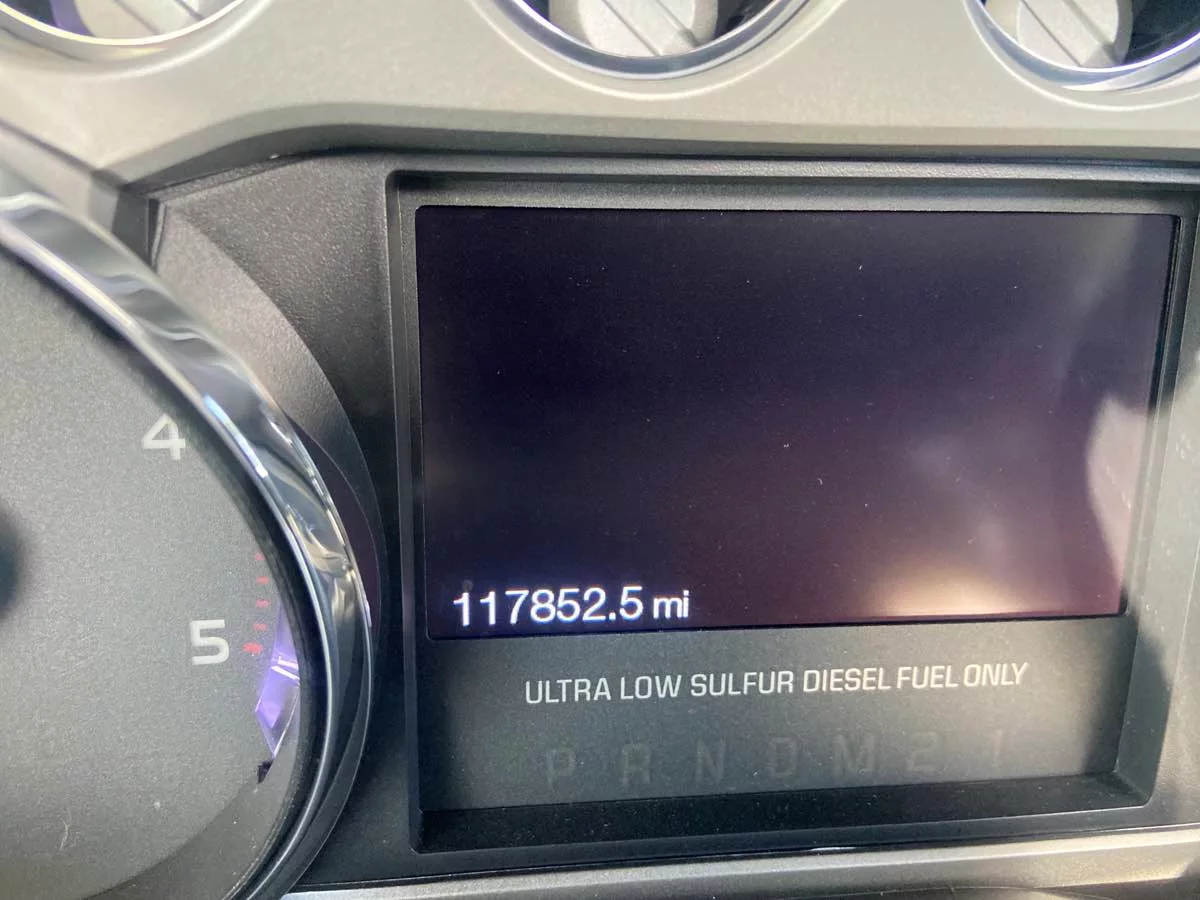 4
117852.5 mi
5
ULTRA LOW SULFUR DIESEL FUEL ONLY
P R N D M 2 1